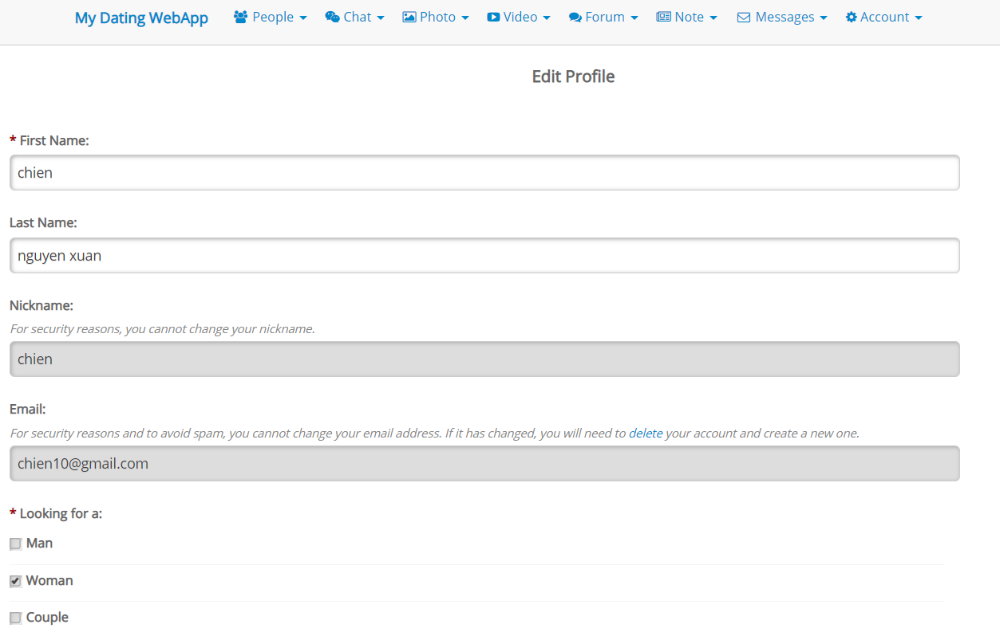 My Dating WebApp People Chat Photo Video Forum Note Messages Account
Edit Profile
* First Name:
chien
Last Name:
nguyen xuan
Nickname:
For security reasons, you cannot change your nickname.
chien
Email:
For security reasons and to avoid spam, you cannot change your email address. If it has changed, you will need to delete your account and create a new one.
chien10@gmail.com
* Looking for a:
Man
Woman
Couple